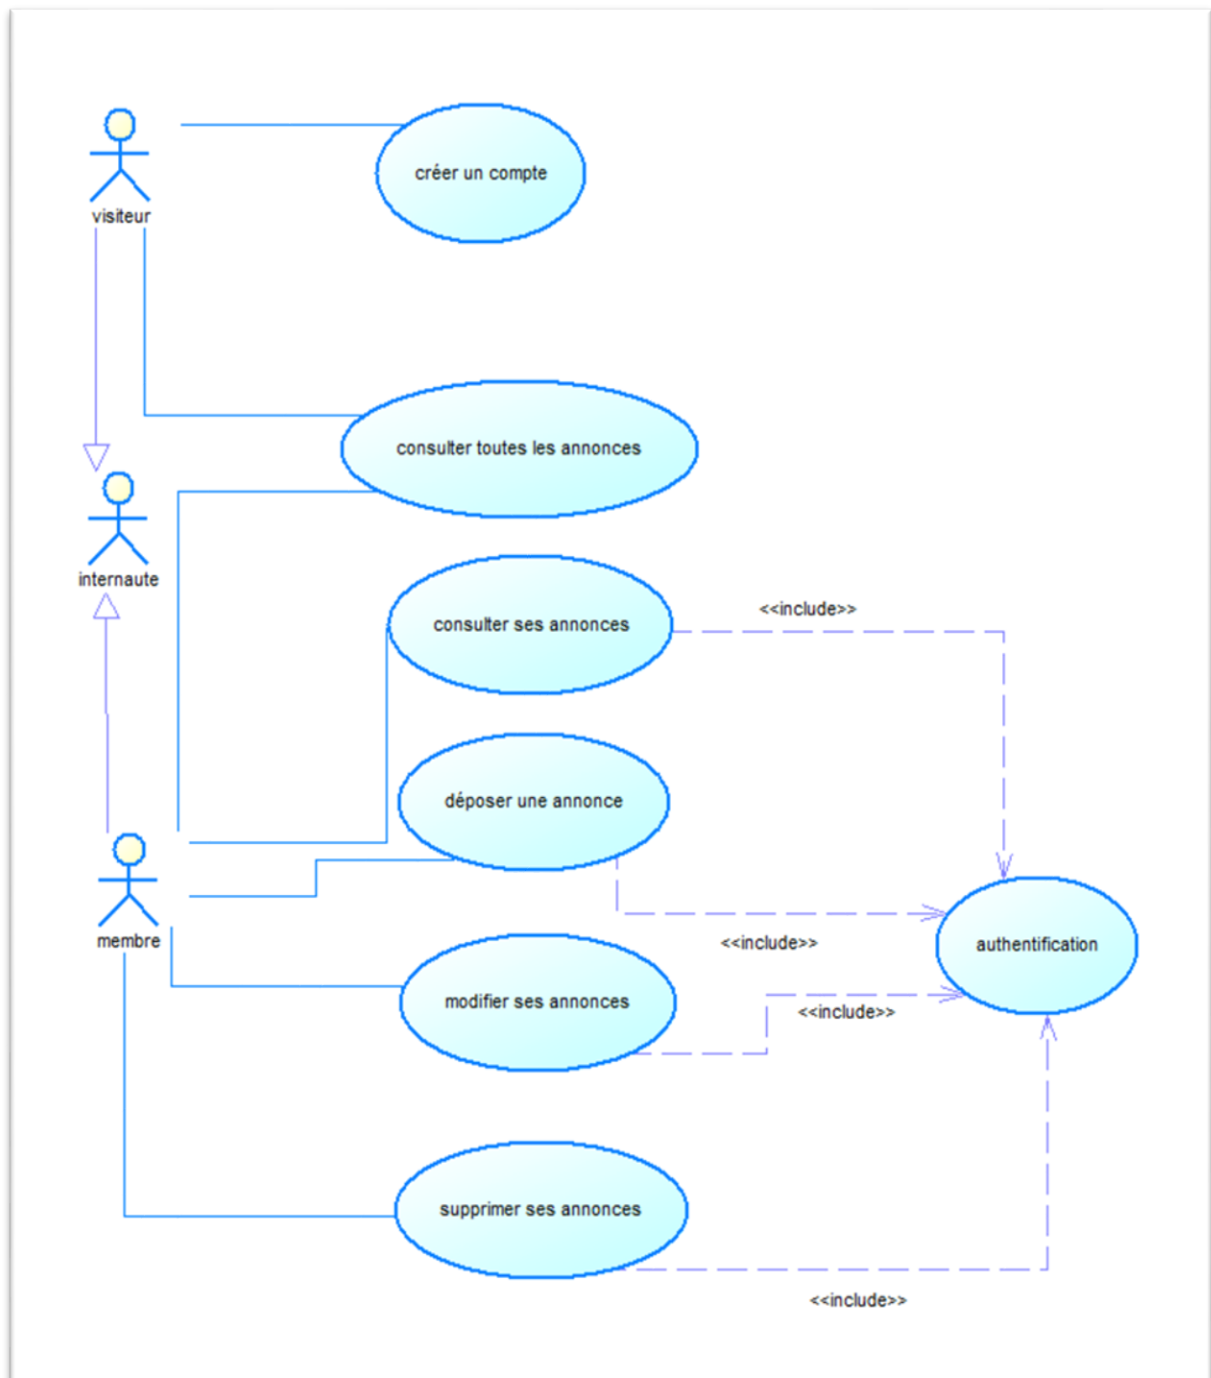 créer un compte
visiteur
consulter toutes les annonces
internaute
consulter ses annonces
<<include>>
déposer une annonce
membre
<<include>>
authentification
modifier ses annonces
<<include>>
supprimer ses annonces
<<include>>